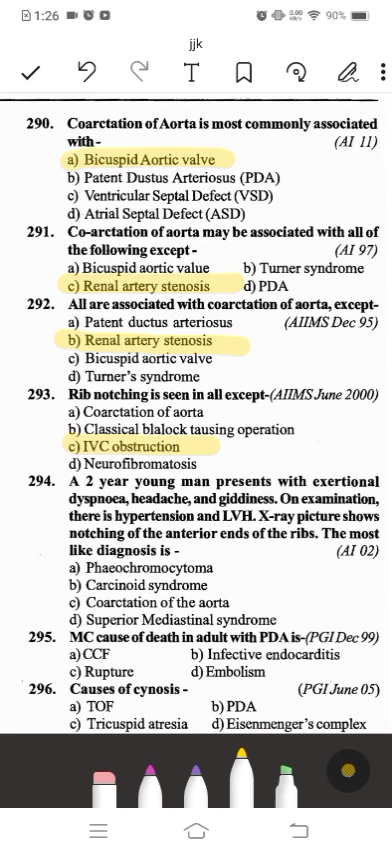 1:26
0.00
KB/s
90%
jjk
T
290. Coarctation of Aorta is most commonly associated
with - (AI 11)
a) Bicuspid Aortic valve
b) Patent Dustus Arteriosus (PDA)
c) Ventricular Septal Defect (VSD)
d) Atrial Septal Defect (ASD)
291. Co-arctation of aorta may be associated with all of
the following except - (AI 97)
a) Bicuspid aortic value b) Turner syndrome
c) Renal artery stenosis d) PDA
292. All are associated with coarctation of aorta, except-
a) Patent ductus arteriosus (AIIMS Dec 95)
b) Renal artery stenosis
c) Bicuspid aortic valve
d) Turner's syndrome
293. Rib notching is seen in all except-(AIIMS June 2000)
a) Coarctation of aorta
b) Classical blalock tausing operation
c) IVC obstruction
d) Neurofibromatosis
294. A 2 year young man presents with exertional
dyspnoea, headache, and giddiness. On examination,
there is hypertension and LVH. X-ray picture shows
notching of the anterior ends of the ribs. The most
like diagnosis is - (AI 02)
a) Phaeochromocytoma
b) Carcinoid syndrome
c) Coarctation of the aorta
d) Superior Mediastinal syndrome
295. MC cause of death in adult with PDA is-(PGI Dec 99)
a) CCF b) Infective endocarditis
c) Rupture d) Embolism
296. Causes of cynosis - (PGI June 05)
a) TOF b) PDA
c) Tricuspid atresia d) Eisenmenger's complex